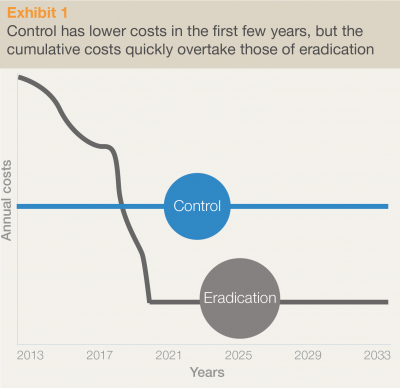 Exhibit 1
Control has lower costs in the first few years, but the
cumulative costs quickly overtake those of eradication
Annual costs
Control
Eradication
2013 2017 2021 2025 2029 2033
Years